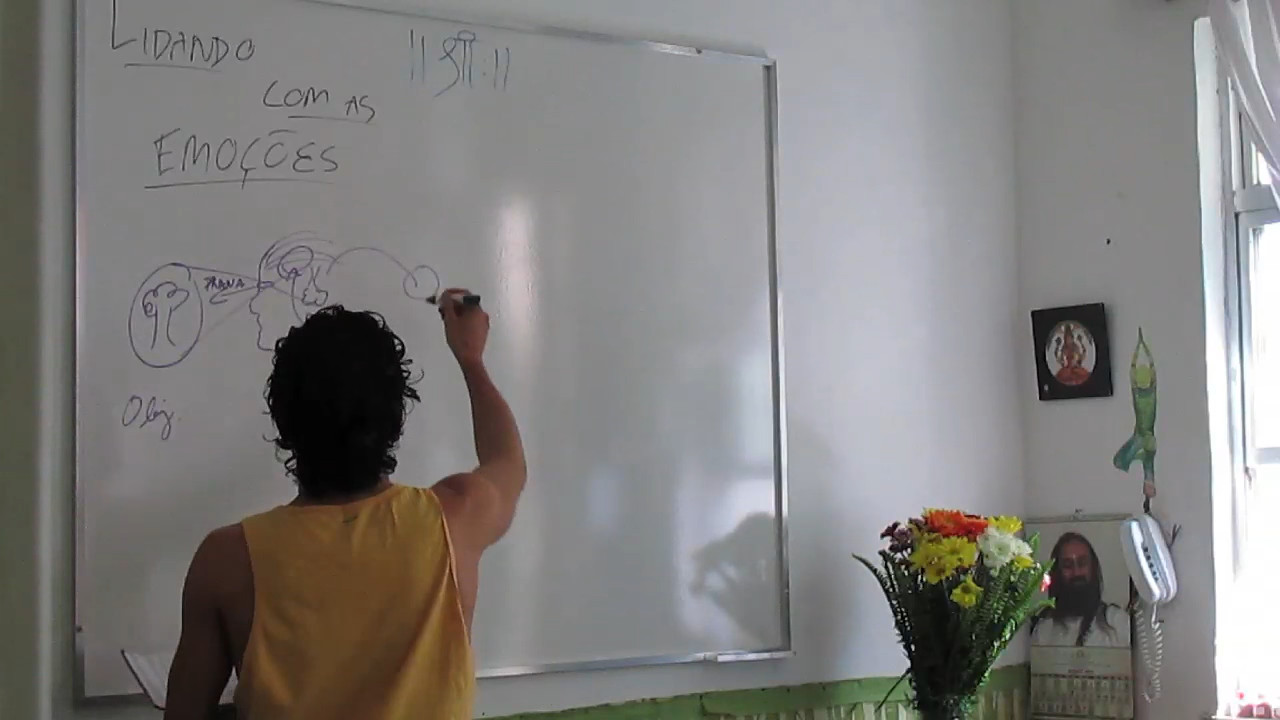 LIDANDO
|| श्रीः ||
COM AS
EMOÇÕES
PRANA
Obj.